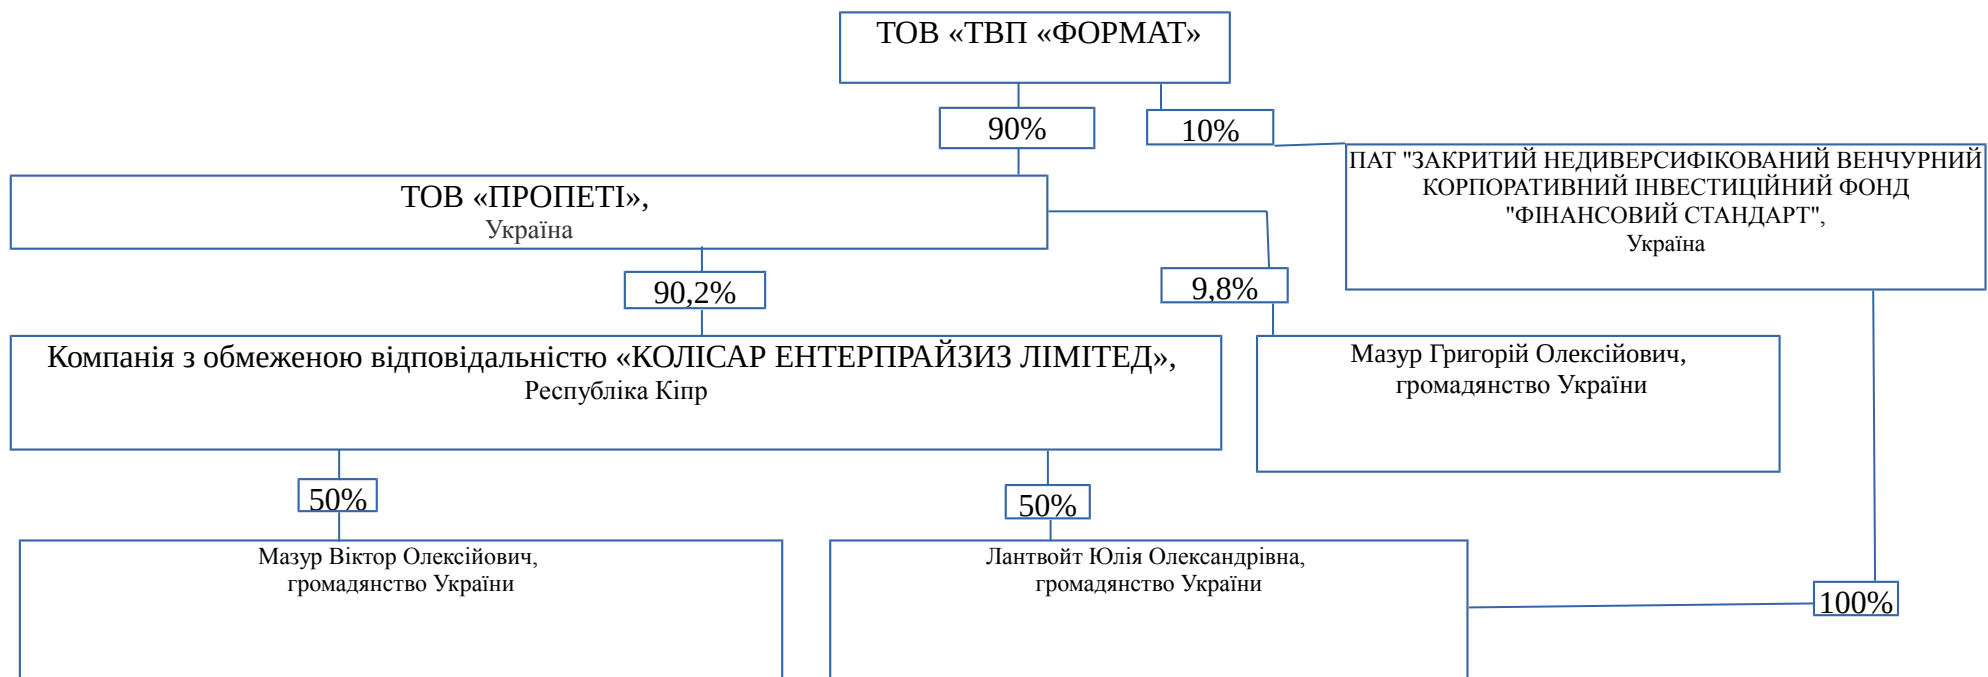 ТОВ «ТВП «ФОРМАТ»
90%
10%
ПАТ "ЗАКРИТИЙ НЕДИВЕРСИФІКОВАНИЙ ВЕНЧУРНИЙ
КОРПОРАТИВНИЙ ІНВЕСТИЦІЙНИЙ ФОНД
"ФІНАНСОВИЙ СТАНДАРТ",
Україна
ТОВ «ПРОПЕТІ»,
Україна
90,2%
9,8%
Компанія з обмеженою відповідальністю «КОЛІСАР ЕНТЕРПРАЙЗИЗ ЛІМІТЕД»,
Республіка Кіпр
Мазур Григорій Олексійович,
громадянство України
50%
50%
Мазур Віктор Олексійович,
громадянство України
Лантвойт Юлія Олександрівна,
громадянство України
100%